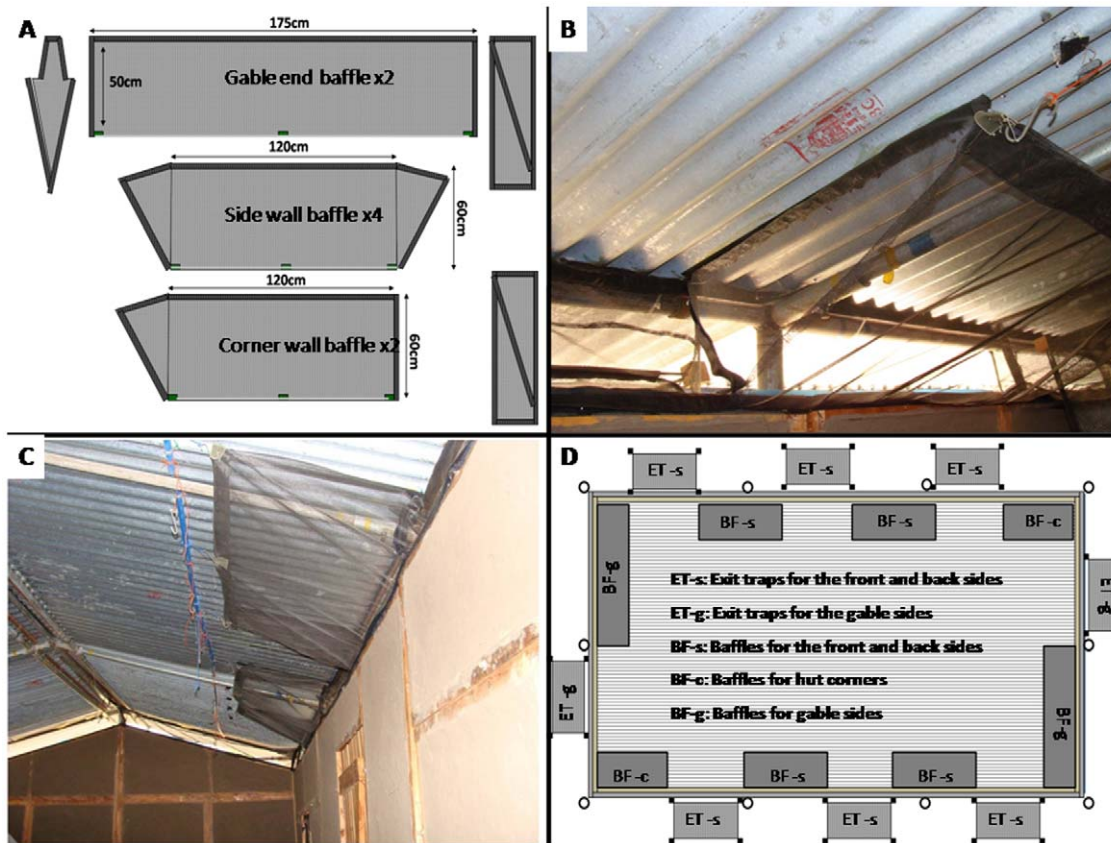 A
175cm
50cm
Gable end baffle x2
120cm
Side wall baffle x4
60cm
120cm
Corner wall baffle x2
60cm
B
C
D
ET-s
ET-s
ET-s
BF-s
BF-s
BF-c
BF-g
ET-g
ET-s: Exit traps for the front and back sides
ET-g: Exit traps for the gable sides
BF-s: Baffles for the front and back sides
BF-c: Baffles for hut corners
BF-g: Baffles for gable sides
ET-g
BF-g
BF-c
BF-s
BF-s
ET-s
ET-s
ET-s